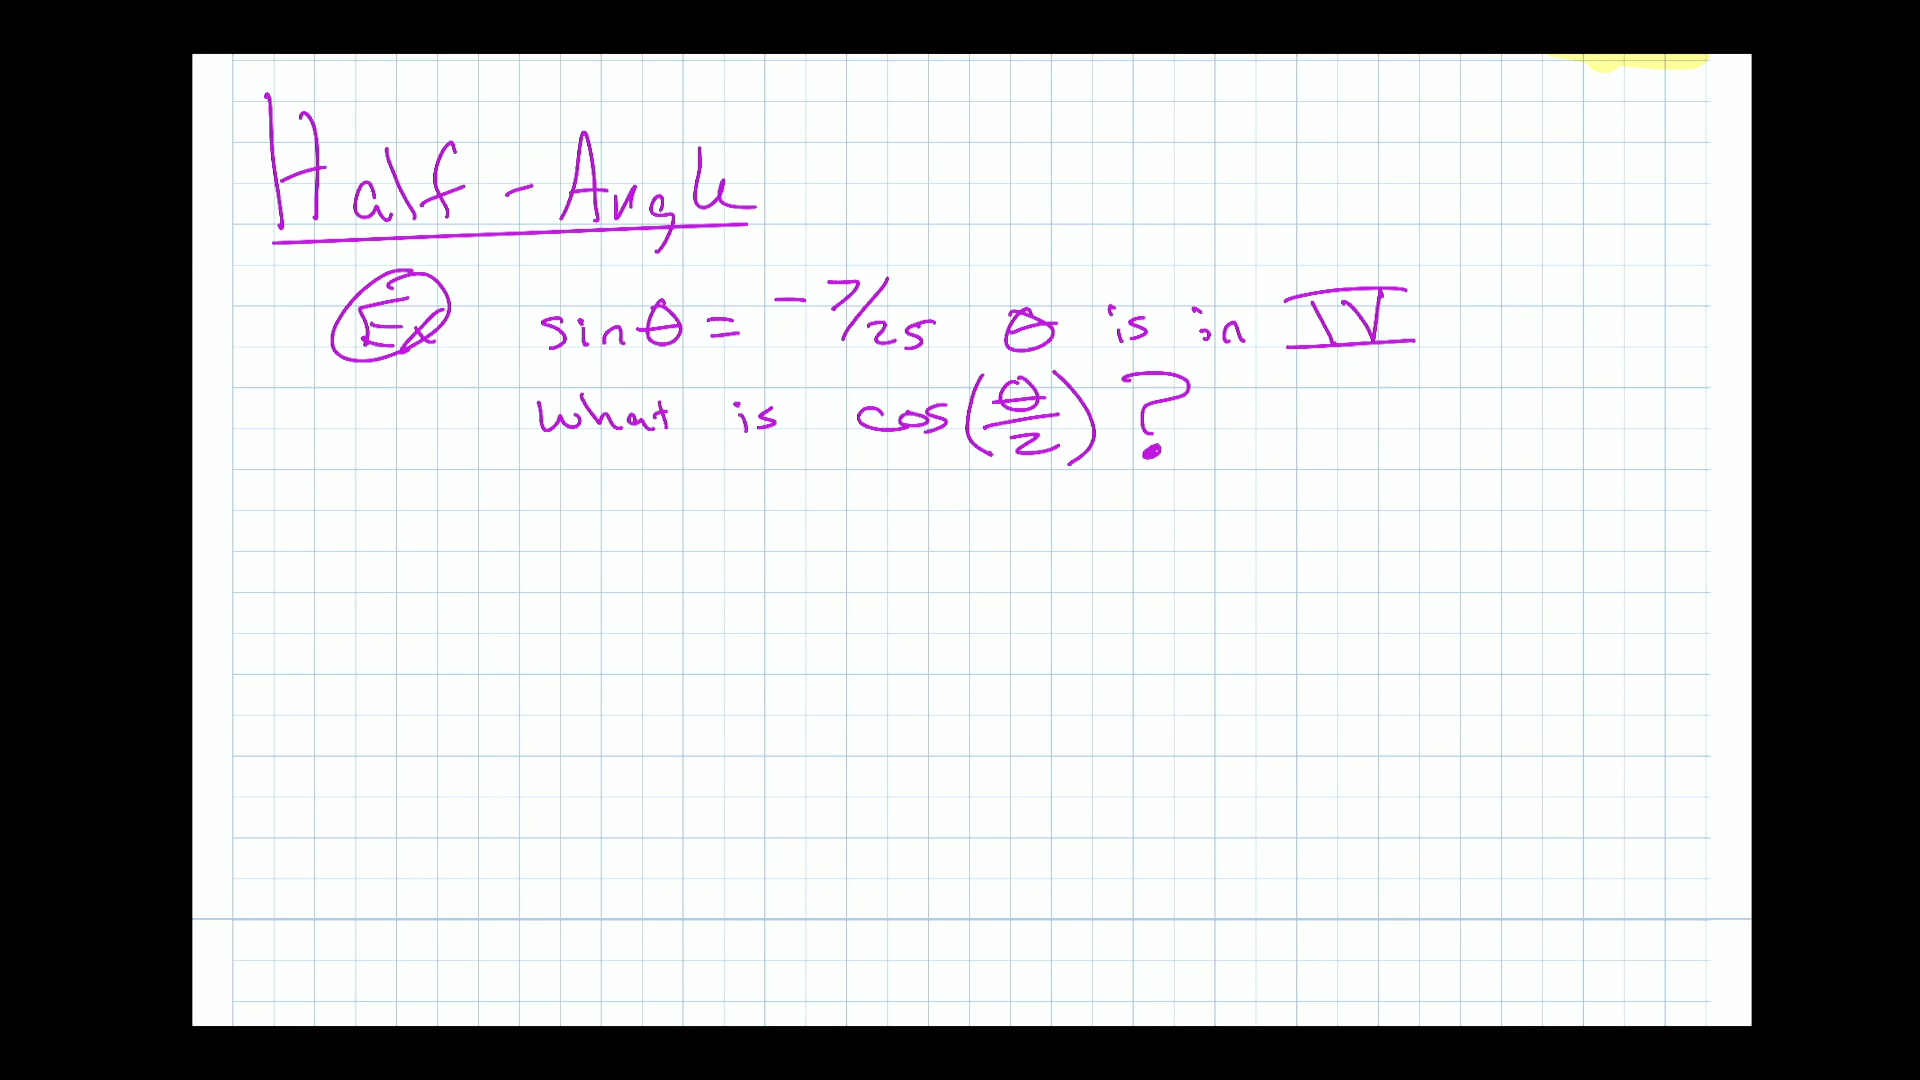 Half-Angle
Ex sinθ = -7/25 θ is in IV
what is cos(θ/2)?